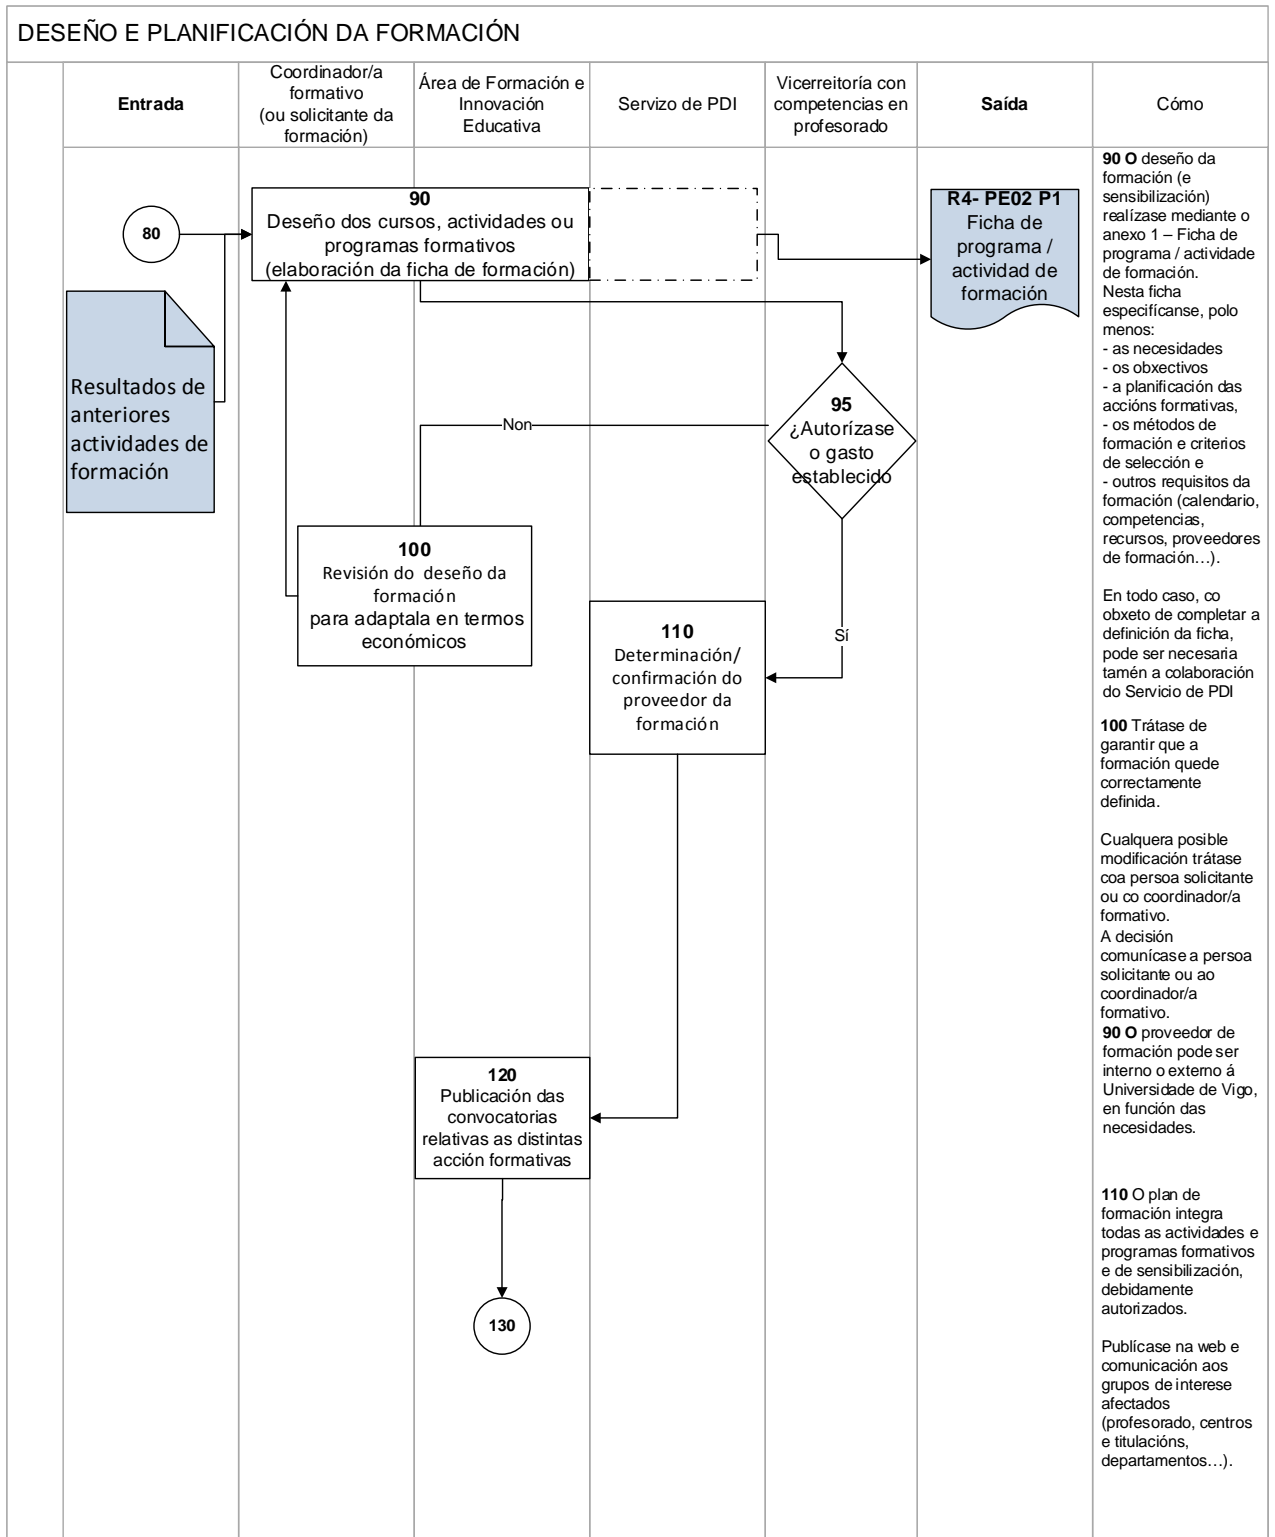 DESEÑO E PLANIFICACIÓN DA FORMACIÓN
Entrada
Coordinador/a
formativo
(ou solicitante da
formación)
Área de Formación e
Innovación
Educativa
Servizo de PDI
Vicerreitoría con
competencias en
profesorado
Saída
Cómo
80
Resultados de
anteriores
actividades de
formación
90
Deseño dos cursos, actividades ou
programas formativos
(elaboración da ficha de formación)
R4- PE02 P1
Ficha de
programa /
actividad de
formación
95
¿Autorízase
o gasto
establecido
Non
Sí
100
Revisión do  deseño da
formación
para adaptala en termos
económicos
110
Determinación/
confirmación do
proveedor da
formación
120
Publicación das
convocatorias
relativas as distintas
acción formativas
130
90 O deseño da
formación (e
sensibilización)
realízase mediante o
anexo 1 – Ficha de
programa / actividade
de formación.
Nesta ficha
especifícanse, polo
menos:
- as necesidades
- os obxectivos
- a planificación das
accións formativas,
- os métodos de
formación e criterios
de selección e
- outros requisitos da
formación (calendario,
competencias,
recursos, proveedores
de formación…).
En todo caso, co
obxeto de completar a
definición da ficha,
pode ser necesaria
tamén a colaboración
do Servicio de PDI
100 Trátase de
garantir que a
formación quede
correctamente
definida.
Cualquera posible
modificación trátase
coa persoa solicitante
ou co coordinador/a
formativo.
A decisión
comunícase a persoa
solicitante ou ao
coordinador/a
formativo.
90 O proveedor de
formación pode ser
interno o externo á
Universidade de Vigo,
en función das
necesidades.
110 O plan de
formación integra
todas as actividades e
programas formativos
e de sensibilización,
debidamente
autorizados.
Publícase na web e
comunicación aos
grupos de interese
afectados
(profesorado, centros
e titulacións,
departamentos…).